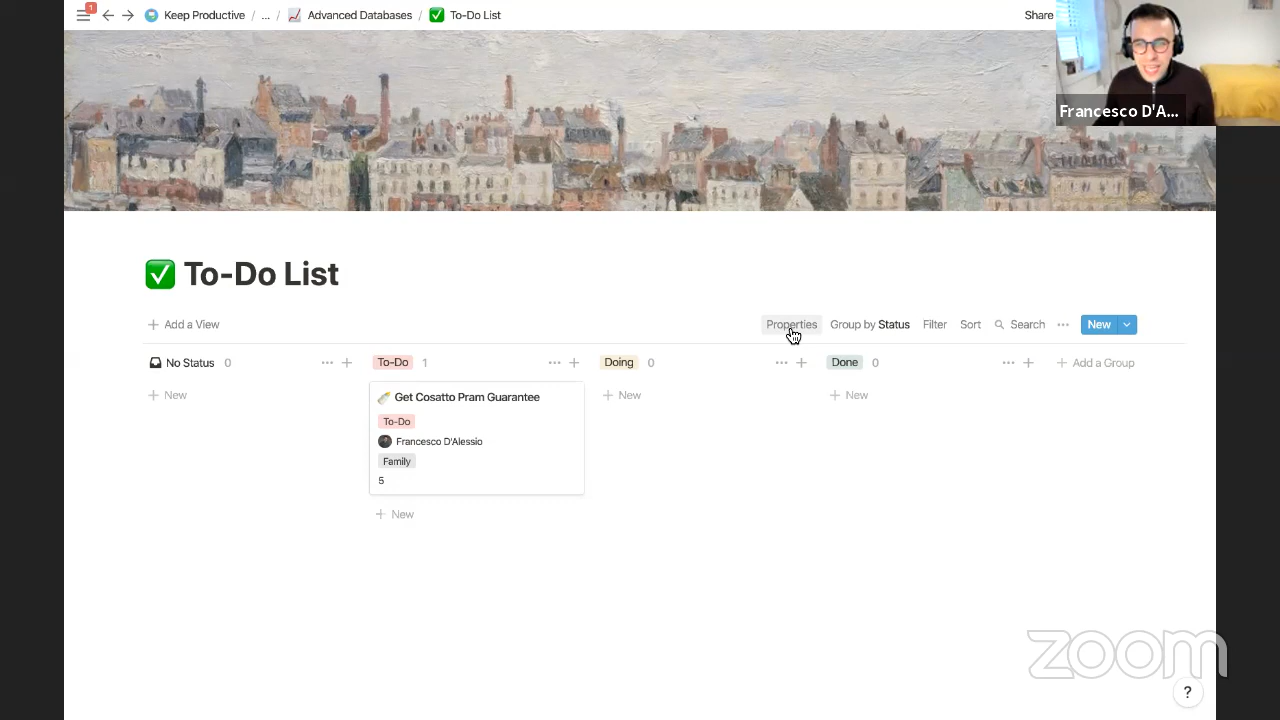 1
Keep Productive / ... / Advanced Databases / To-Do List
Share
Francesco D'A...
To-Do List
Add a View
Properties Group by Status Filter Sort Search ... New
No Status 0 ... To-Do 1 ... Doing 0 ... Done 0 ... Add a Group
New
New
New
Get Cosatto Pram Guarantee
To-Do
Francesco D'Alessio
Family
5
New
zoom
?